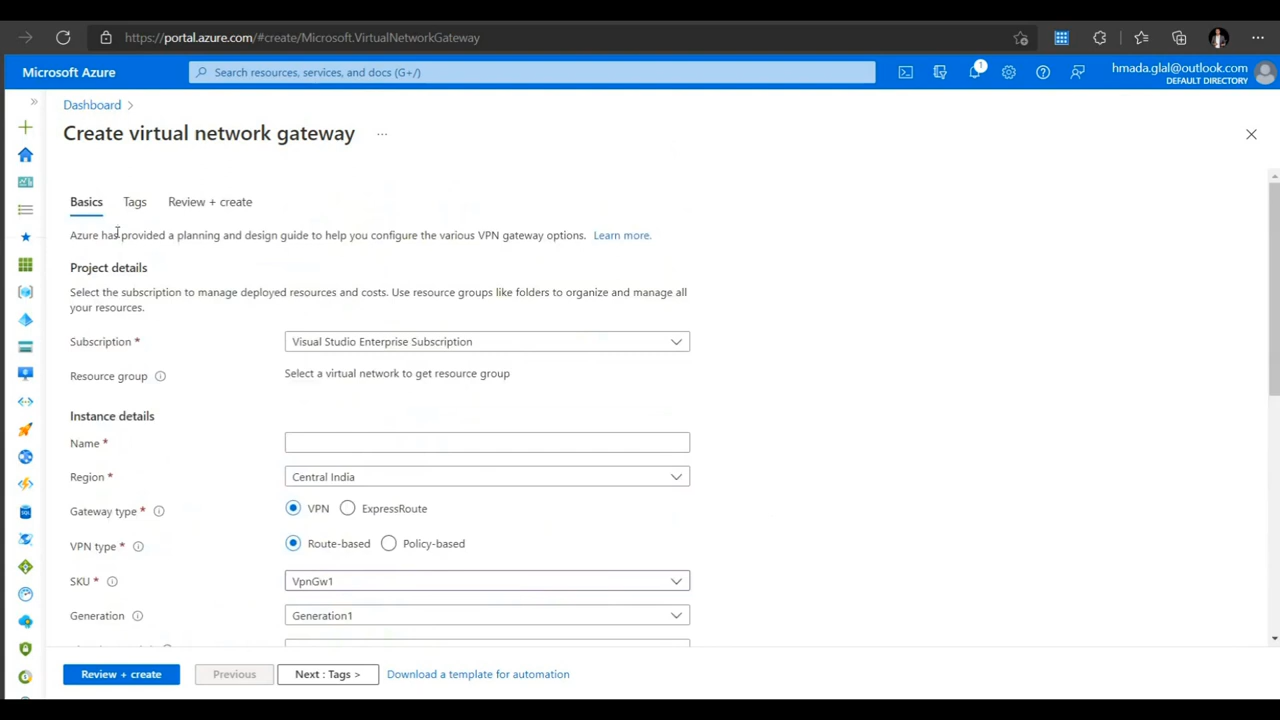 https://portal.azure.com/#create/Microsoft.VirtualNetworkGateway
Microsoft Azure
Search resources, services, and docs (G+/)
1
hmada.glal@outlook.com
DEFAULT DIRECTORY
Dashboard >
Create virtual network gateway ...
Basics Tags Review + create
Azure has provided a planning and design guide to help you configure the various VPN gateway options. Learn more.
Project details
Select the subscription to manage deployed resources and costs. Use resource groups like folders to organize and manage all
your resources.
Subscription * Visual Studio Enterprise Subscription
Resource group Select a virtual network to get resource group
Instance details
Name *
Region * Central India
Gateway type * VPN ExpressRoute
VPN type * Route-based Policy-based
SKU * VpnGw1
Generation Generation1
Review + create Previous Next : Tags > Download a template for automation